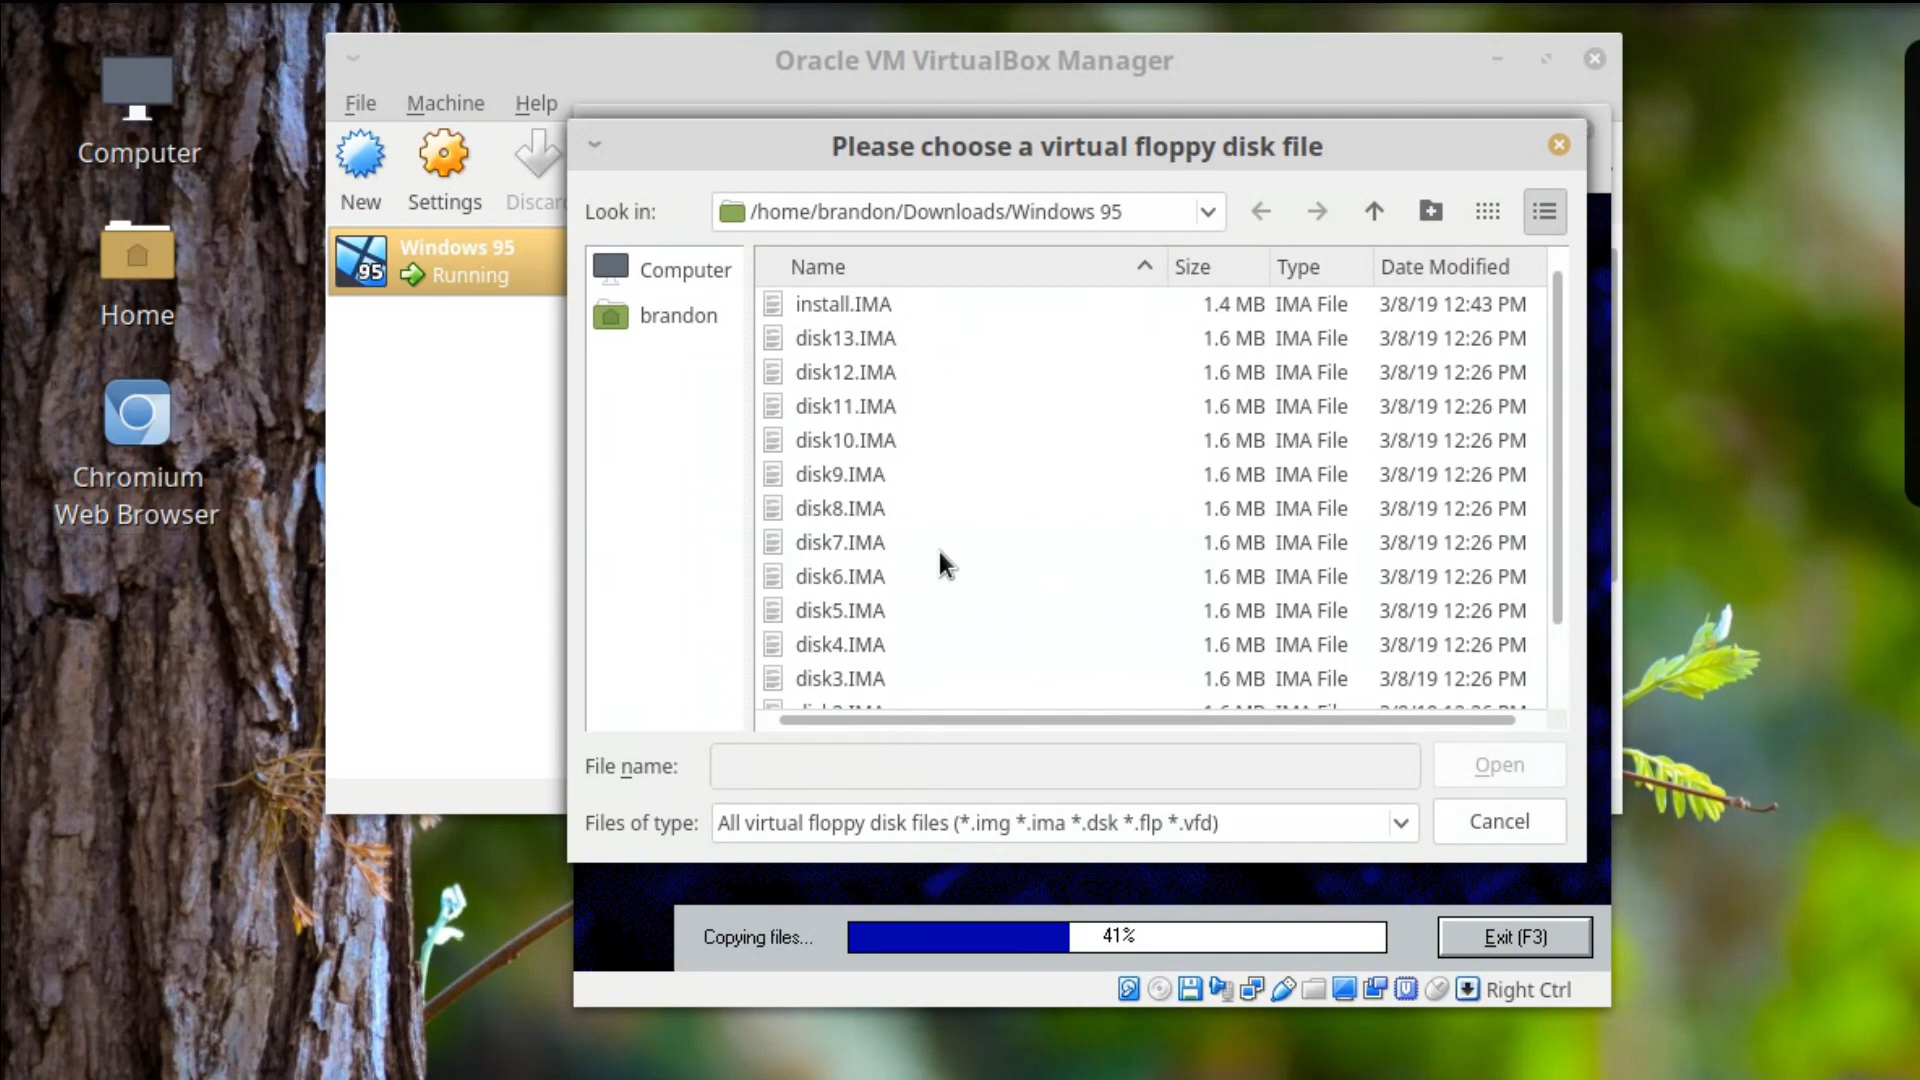 Computer
Home
Chromium
Web Browser
Oracle VM VirtualBox Manager
File Machine Help
New Settings Discard
Windows 95
Running
95
Please choose a virtual floppy disk file
Look in: /home/brandon/Downloads/Windows 95
Computer
brandon
Name Size Type Date Modified
install.IMA 1.4 MB IMA File 3/8/19 12:43 PM
disk13.IMA 1.6 MB IMA File 3/8/19 12:26 PM
disk12.IMA 1.6 MB IMA File 3/8/19 12:26 PM
disk11.IMA 1.6 MB IMA File 3/8/19 12:26 PM
disk10.IMA 1.6 MB IMA File 3/8/19 12:26 PM
disk9.IMA 1.6 MB IMA File 3/8/19 12:26 PM
disk8.IMA 1.6 MB IMA File 3/8/19 12:26 PM
disk7.IMA 1.6 MB IMA File 3/8/19 12:26 PM
disk6.IMA 1.6 MB IMA File 3/8/19 12:26 PM
disk5.IMA 1.6 MB IMA File 3/8/19 12:26 PM
disk4.IMA 1.6 MB IMA File 3/8/19 12:26 PM
disk3.IMA 1.6 MB IMA File 3/8/19 12:26 PM
File name: Open
Files of type: All virtual floppy disk files (*.img *.ima *.dsk *.flp *.vfd) Cancel
Copying files... 41% Exit (F3)
Right Ctrl